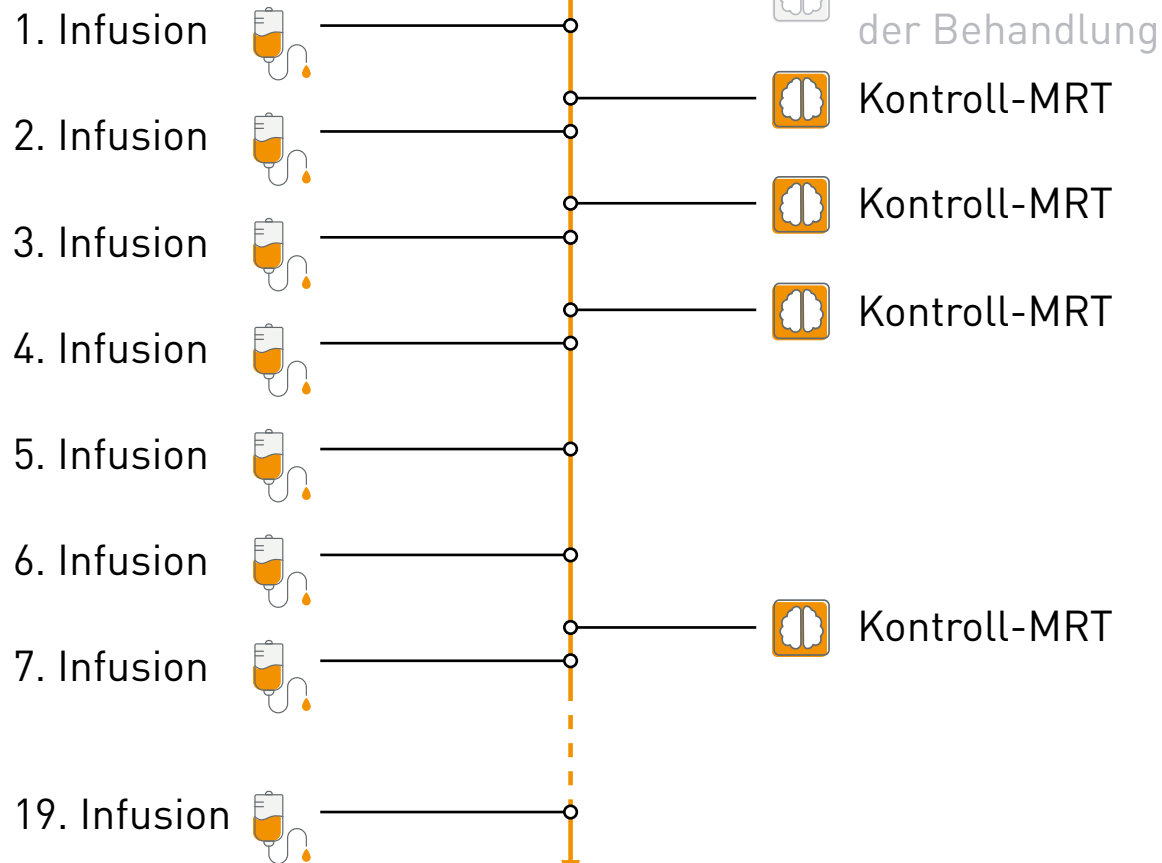 1. Infusion
der Behandlung
Kontroll-MRT
2. Infusion
Kontroll-MRT
3. Infusion
Kontroll-MRT
4. Infusion
5. Infusion
6. Infusion
Kontroll-MRT
7. Infusion
19. Infusion